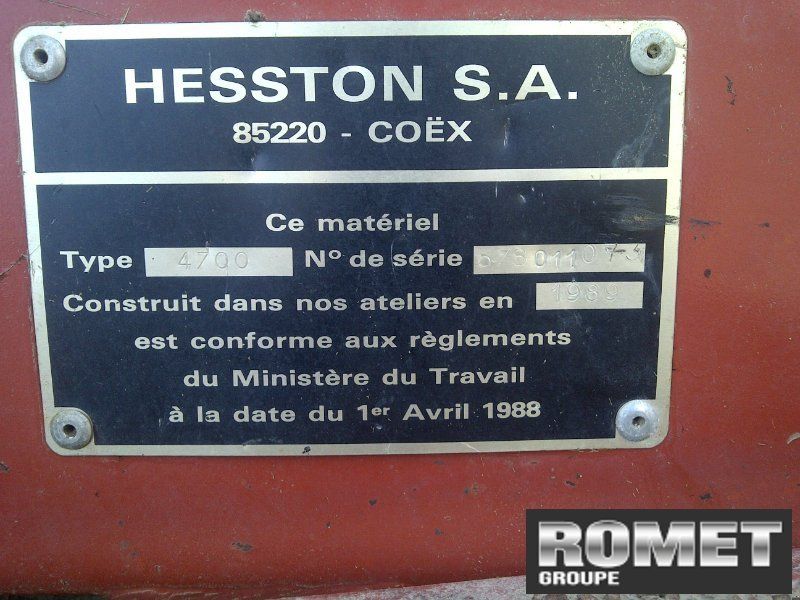 HESSTON S.A.
85220 - COËX
Ce matériel
Type 4700 N° de série
Construit dans nos ateliers en 1989
est conforme aux règlements
du Ministère du Travail
à la date du 1er Avril 1988
ROMET
GROUPE